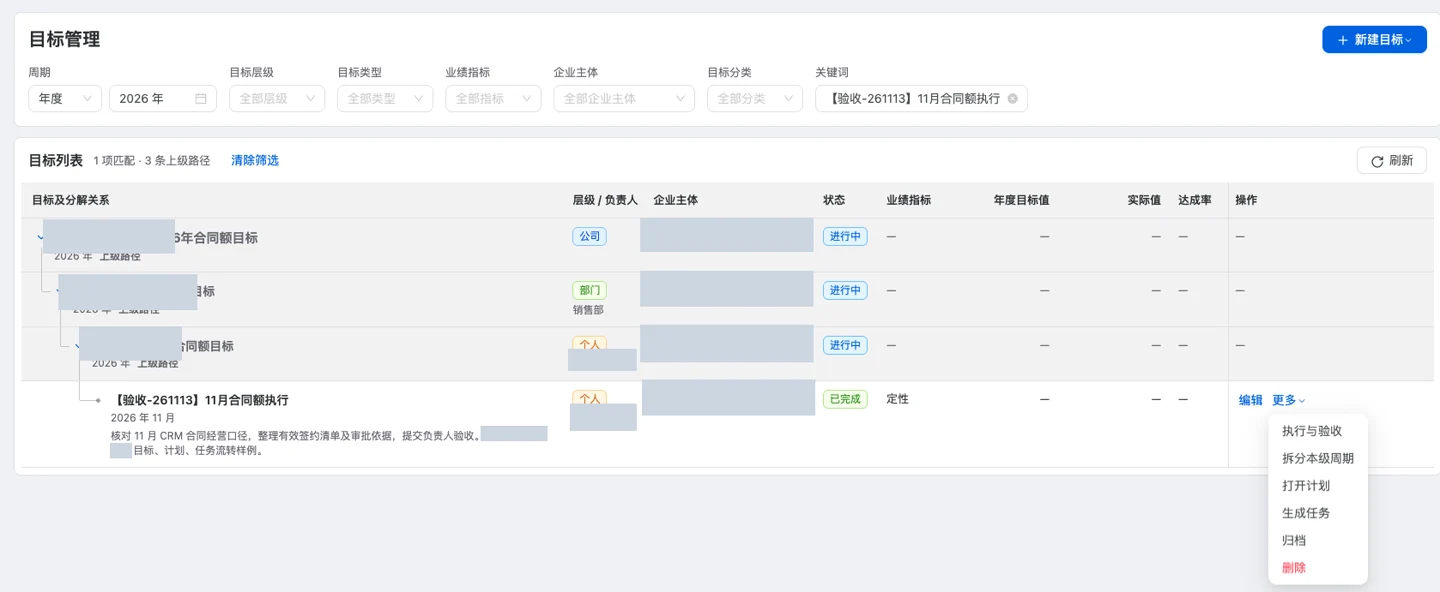 目标管理
＋ 新建目标
周期 目标层级 目标类型 业绩指标 企业主体 目标分类 关键词
年度 2026 年 全部层级 全部类型 全部指标 全部企业主体 全部分类 【验收-261113】11月合同额执行
目标列表 1 项匹配 · 3 条上级路径 清除筛选 刷新
目标及分解关系 层级 / 负责人 企业主体 状态 业绩指标 年度目标值 实际值 达成率 操作
6年合同额目标 公司 进行中 — — — — —
2026 年 上级路径
目标 部门 进行中 — — — — —
2026 年 上级路径 销售部
合同额目标 个人 进行中 — — — — —
2026 年 上级路径
【验收-261113】11月合同额执行 个人 已完成 定性 — — — 编辑 更多
2026 年 11 月
核对 11 月 CRM 合同经营口径，整理有效签约清单及审批依据，提交负责人验收。
目标、计划、任务流转样例。
执行与验收
拆分本级周期
打开计划
生成任务
归档
删除